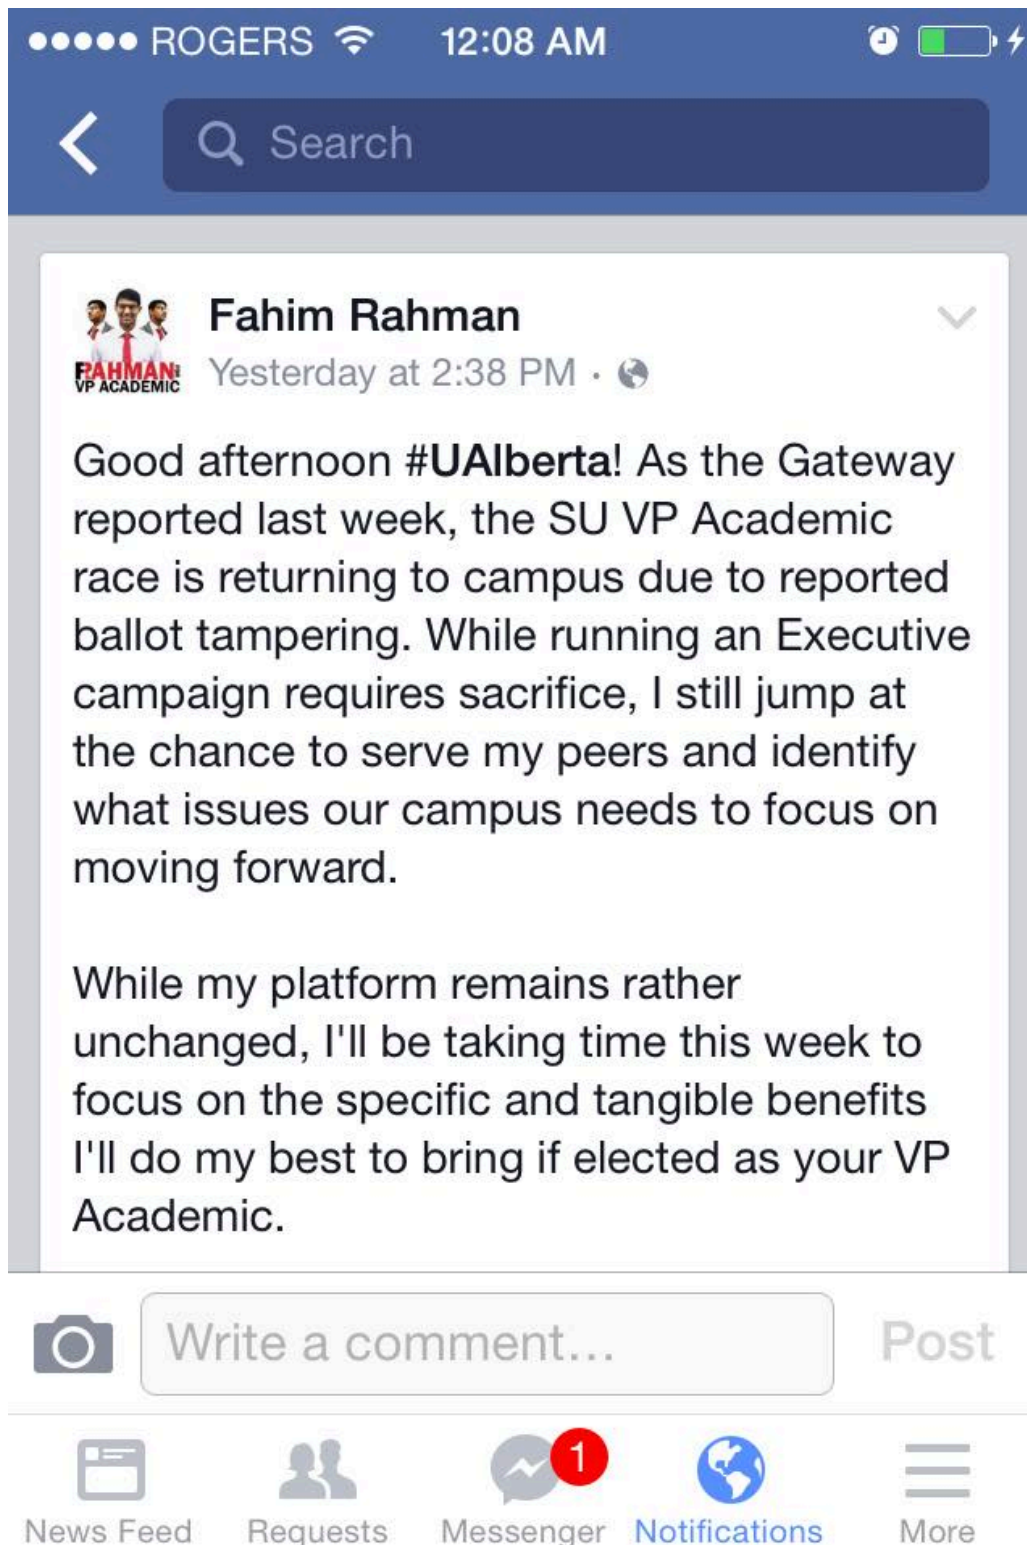 ROGERS 12:08 AM
Search
Fahim Rahman
RAHMAN
VP ACADEMIC
Yesterday at 2:38 PM ·
Good afternoon #UAlberta! As the Gateway
reported last week, the SU VP Academic
race is returning to campus due to reported
ballot tampering. While running an Executive
campaign requires sacrifice, I still jump at
the chance to serve my peers and identify
what issues our campus needs to focus on
moving forward.
While my platform remains rather
unchanged, I'll be taking time this week to
focus on the specific and tangible benefits
I'll do my best to bring if elected as your VP
Academic.
Write a comment...
Post
1
News Feed Requests Messenger Notifications More